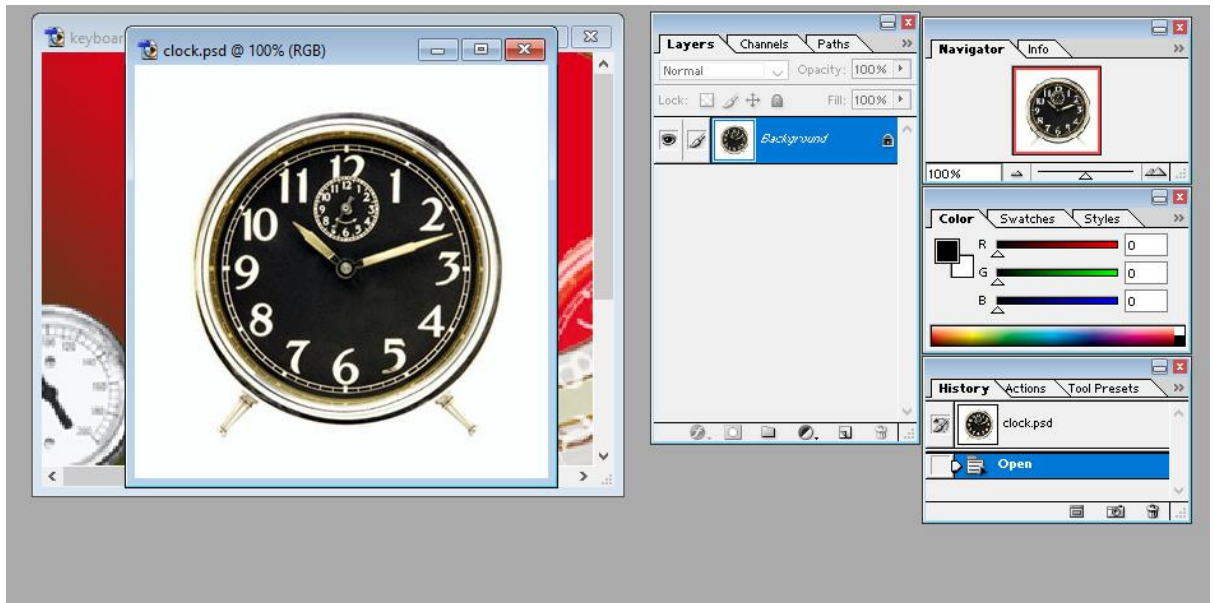 keyboar
clock.psd @ 100% (RGB)
12
11
1
10
2
9
3
8
4
7
5
6
Layers Channels Paths
Normal Opacity: 100%
Lock: Fill: 100%
Background
Navigator Info
100%
Color Swatches Styles
R 0
G 0
B 0
History Actions Tool Presets
clock.psd
Open